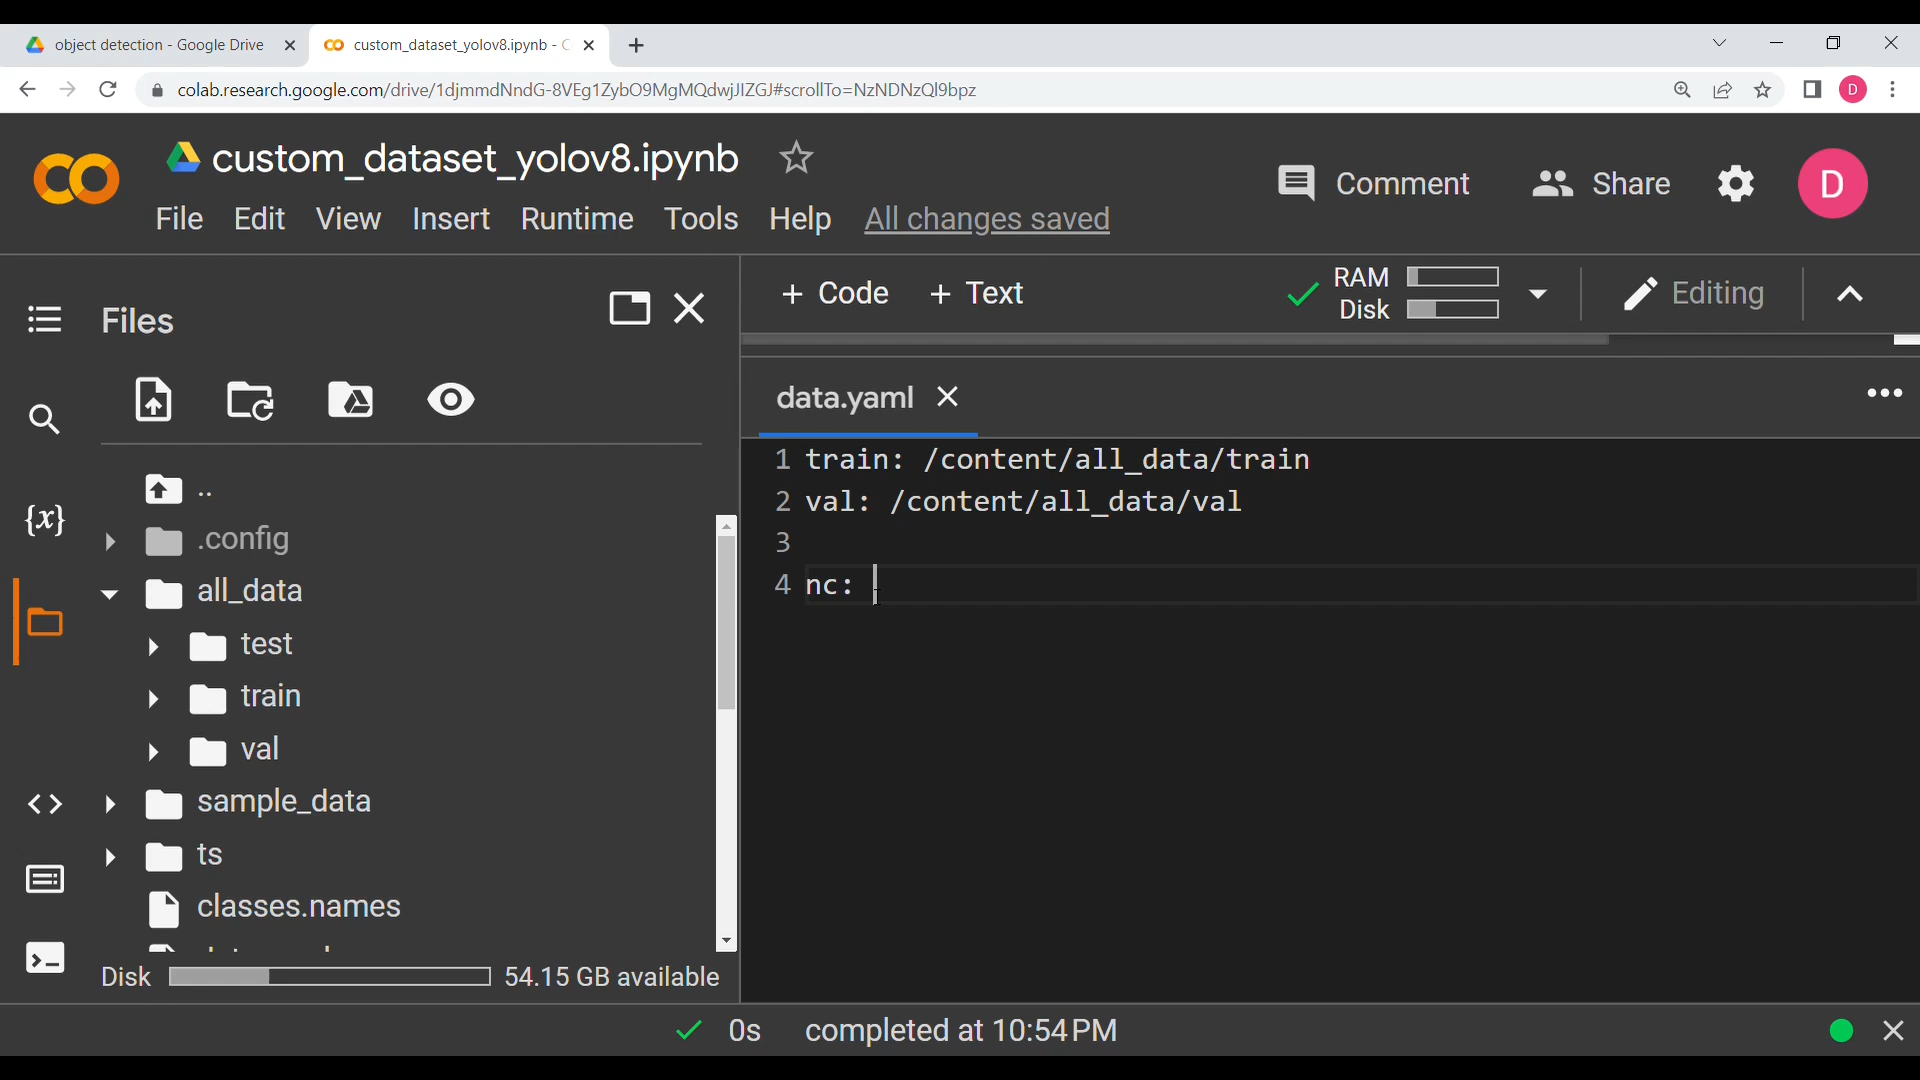 object detection - Google Drive
custom_dataset_yolov8.ipynb - C
colab.research.google.com/drive/1djmmdNndG-8VEg1ZybO9MgMQdwjJIZGJ#scrollTo=NzNDNzQl9bpz
D
custom_dataset_yolov8.ipynb
Comment
Share
D
File Edit View Insert Runtime Tools Help All changes saved
Files
+ Code + Text
RAM
Disk
Editing
data.yaml
1 train: /content/all_data/train
2 val: /content/all_data/val
3
4 nc:
..
.config
all_data
test
train
val
sample_data
ts
classes.names
{x}
Disk 54.15 GB available
0s completed at 10:54 PM